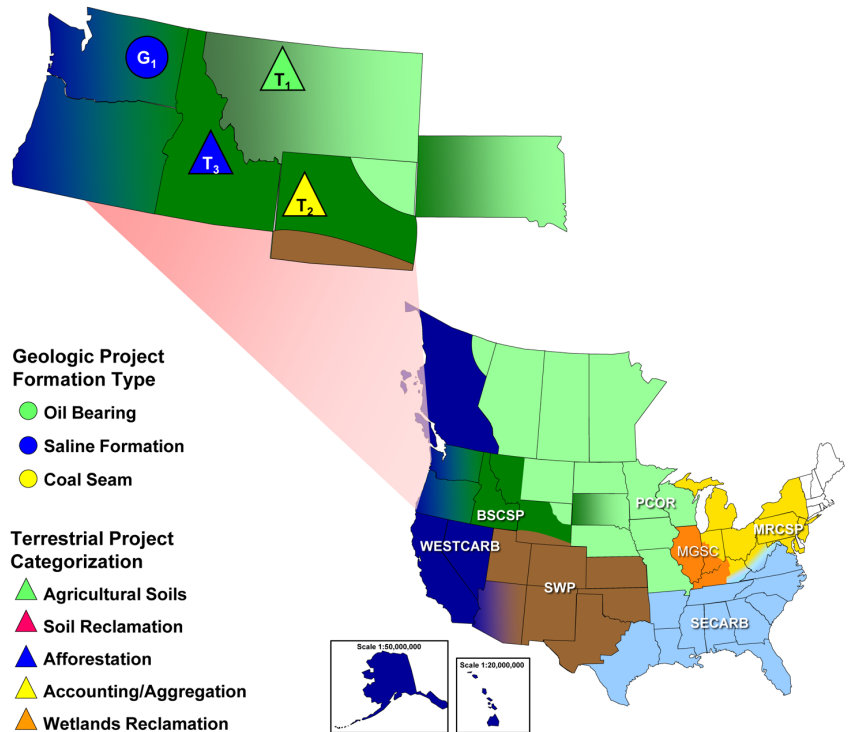 G1
T1
T3
T2
Geologic Project
Formation Type
Oil Bearing
Saline Formation
Coal Seam
Terrestrial Project
Categorization
Agricultural Soils
Soil Reclamation
Afforestation
Accounting/Aggregation
Wetlands Reclamation
BSCSP
PCOR
WESTCARB
MGSC
MRCSP
SWP
SECARB
Scale 1:50,000,000
Scale 1:20,000,000